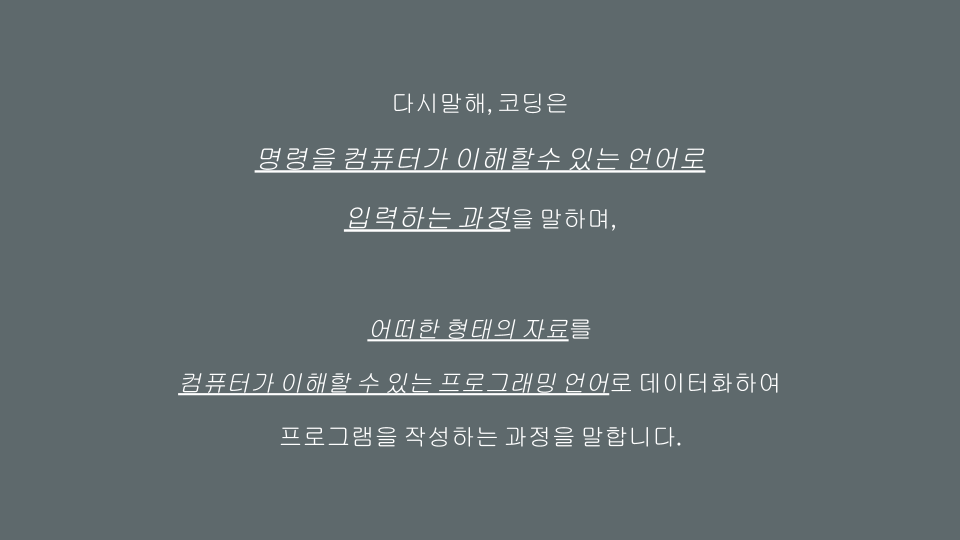 다시말해, 코딩은
명령을 컴퓨터가 이해할수 있는 언어로
입력하는 과정을 말하며,
어떠한 형태의 자료를
컴퓨터가 이해할 수 있는 프로그래밍 언어로 데이터화하여
프로그램을 작성하는 과정을 말합니다.